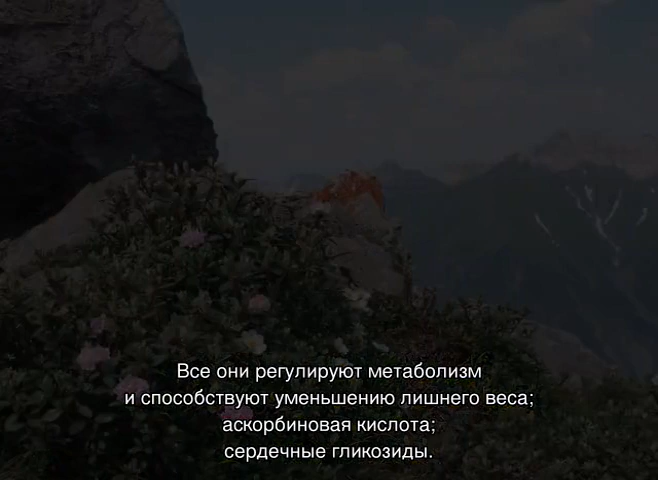 Все они регулируют метаболизм
и способствуют уменьшению лишнего веса;
аскорбиновая кислота;
сердечные гликозиды.